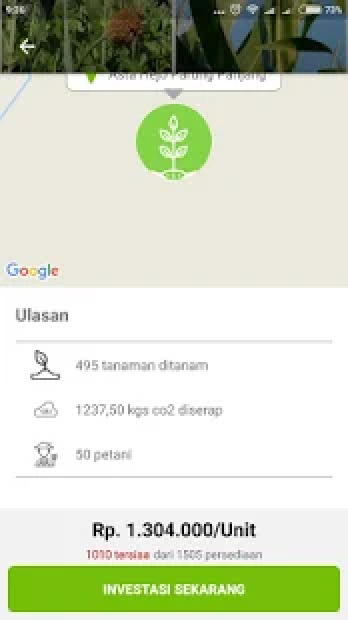 9:36 ... 73%
Asta Hejo Parung Panjang
Google
Ulasan
495 tanaman ditanam
1237,50 kgs co2 diserap
50 petani
Rp. 1.304.000/Unit
1010 tersisa dari 1505 persediaan
INVESTASI SEKARANG